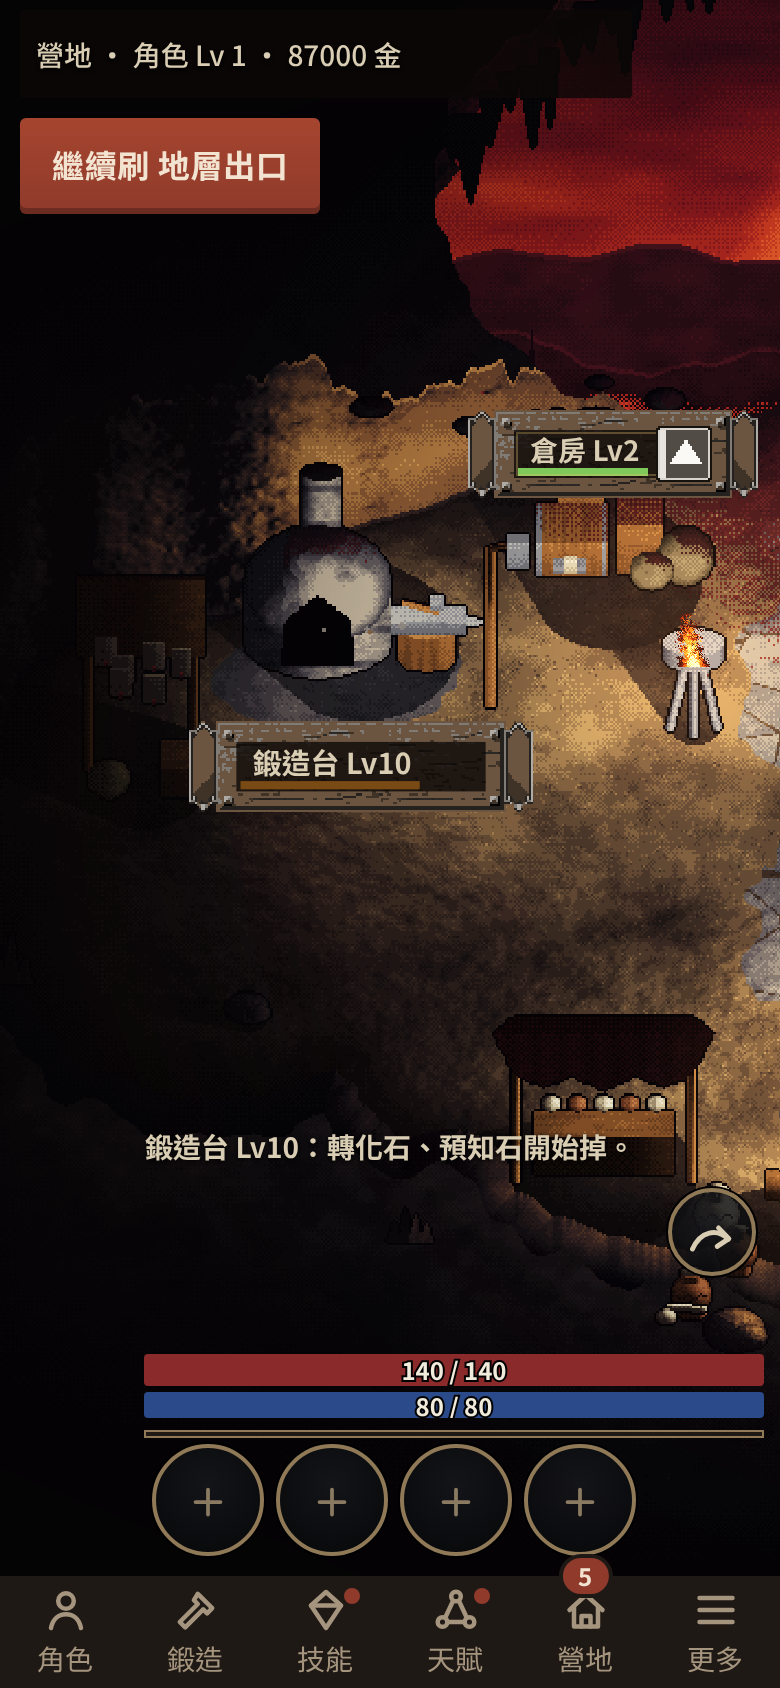 營地 · 角色 Lv 1 · 87000 金
繼續刷 地層出口
倉房 Lv2
鍛造台 Lv10
鍛造台 Lv10：轉化石、預知石開始掉。
140 / 140
80 / 80
5
角色
鍛造
技能
天賦
營地
更多